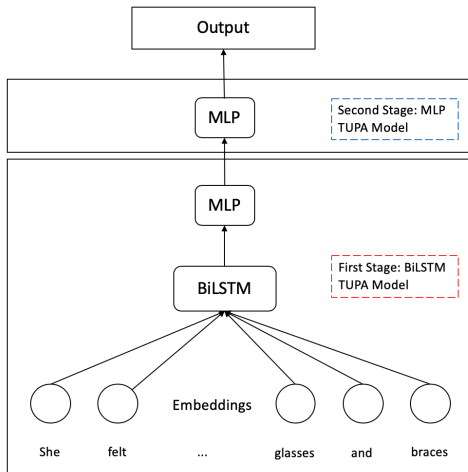 Output
MLP
Second Stage: MLP
TUPA Model
MLP
First Stage: BiLSTM
TUPA Model
BiLSTM
Embeddings
She felt ... glasses and braces